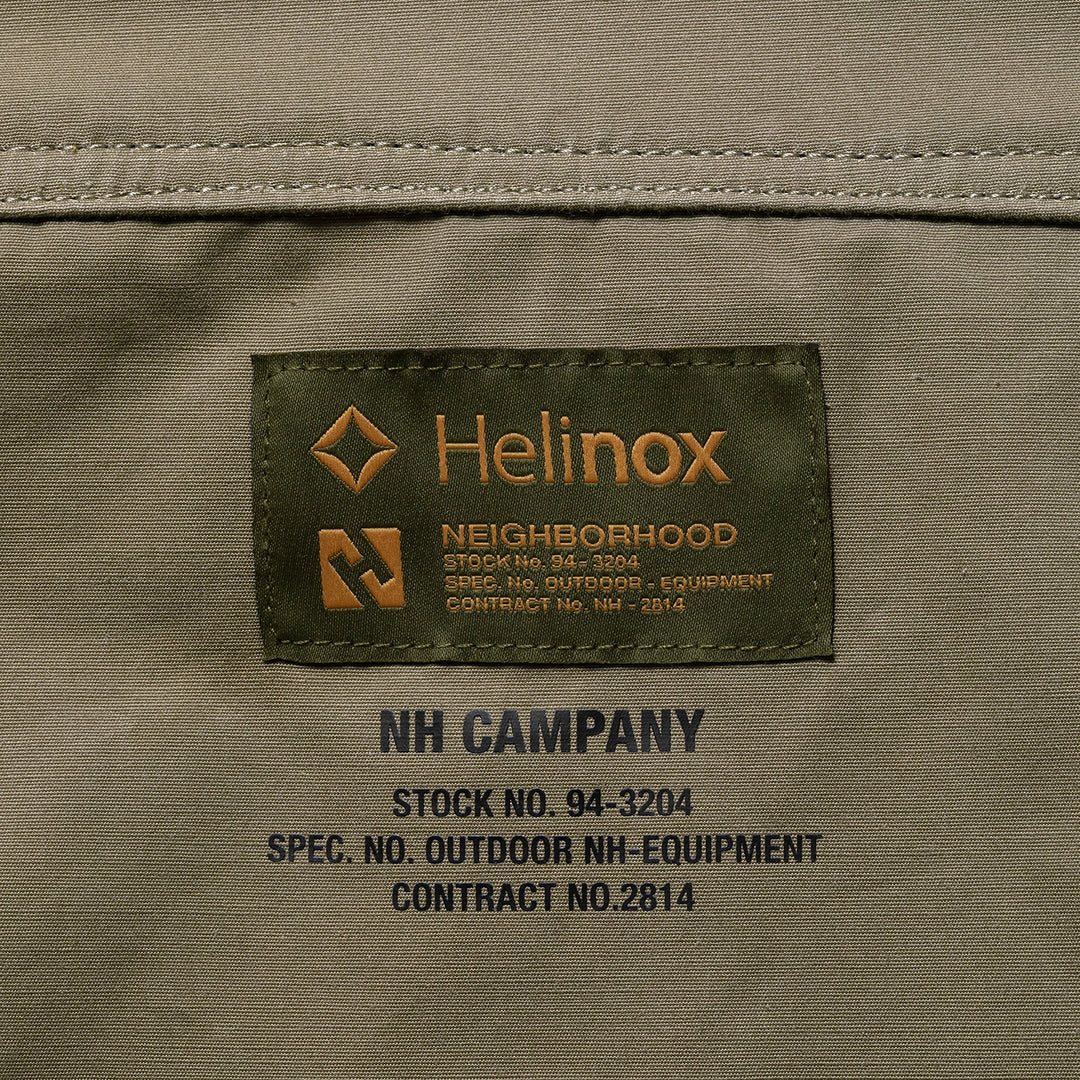 Helinox
NEIGHBORHOOD
STOCK No. 94-3204
SPEC. No. OUTDOOR - EQUIPMENT
CONTRACT No. NH - 2814
NH CAMPANY
STOCK NO. 94-3204
SPEC. NO. OUTDOOR NH-EQUIPMENT
CONTRACT NO.2814